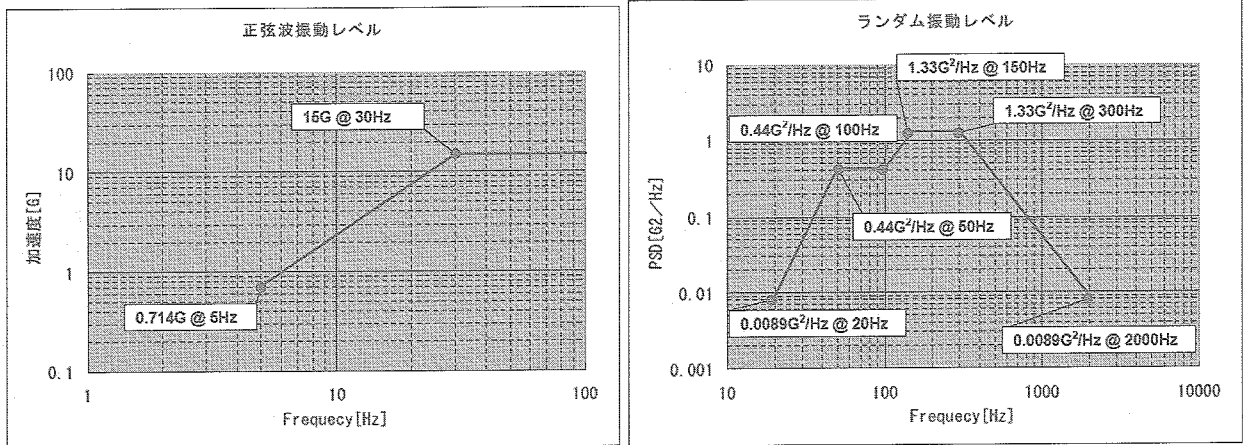 正弦波振動レベル
100
15G @ 30Hz
10
加速度[G]
1
0.714G @ 5Hz
0.1
1
10
100
Frequecy[Hz]
ランダム振動レベル
10
1.33G²/Hz @ 150Hz
1.33G²/Hz @ 300Hz
0.44G²/Hz @ 100Hz
1
PSD[G2/Hz]
0.1
0.44G²/Hz @ 50Hz
0.01
0.0089G²/Hz @ 20Hz
0.0089G²/Hz @ 2000Hz
0.001
10
100
1000
10000
Frequecy[Hz]